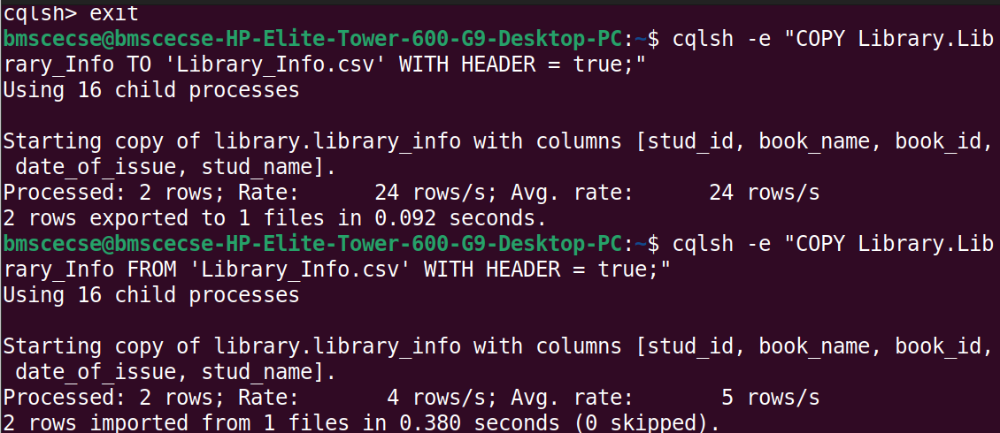 cqlsh> exit
bmscecse@bmscecse-HP-Elite-Tower-600-G9-Desktop-PC:~$ cqlsh -e "COPY Library.Lib
rary_Info TO 'Library_Info.csv' WITH HEADER = true;"
Using 16 child processes

Starting copy of library.library_info with columns [stud_id, book_name, book_id,
 date_of_issue, stud_name].
Processed: 2 rows; Rate:      24 rows/s; Avg. rate:      24 rows/s
2 rows exported to 1 files in 0.092 seconds.
bmscecse@bmscecse-HP-Elite-Tower-600-G9-Desktop-PC:~$ cqlsh -e "COPY Library.Lib
rary_Info FROM 'Library_Info.csv' WITH HEADER = true;"
Using 16 child processes

Starting copy of library.library_info with columns [stud_id, book_name, book_id,
 date_of_issue, stud_name].
Processed: 2 rows; Rate:       4 rows/s; Avg. rate:       5 rows/s
2 rows imported from 1 files in 0.380 seconds (0 skipped).